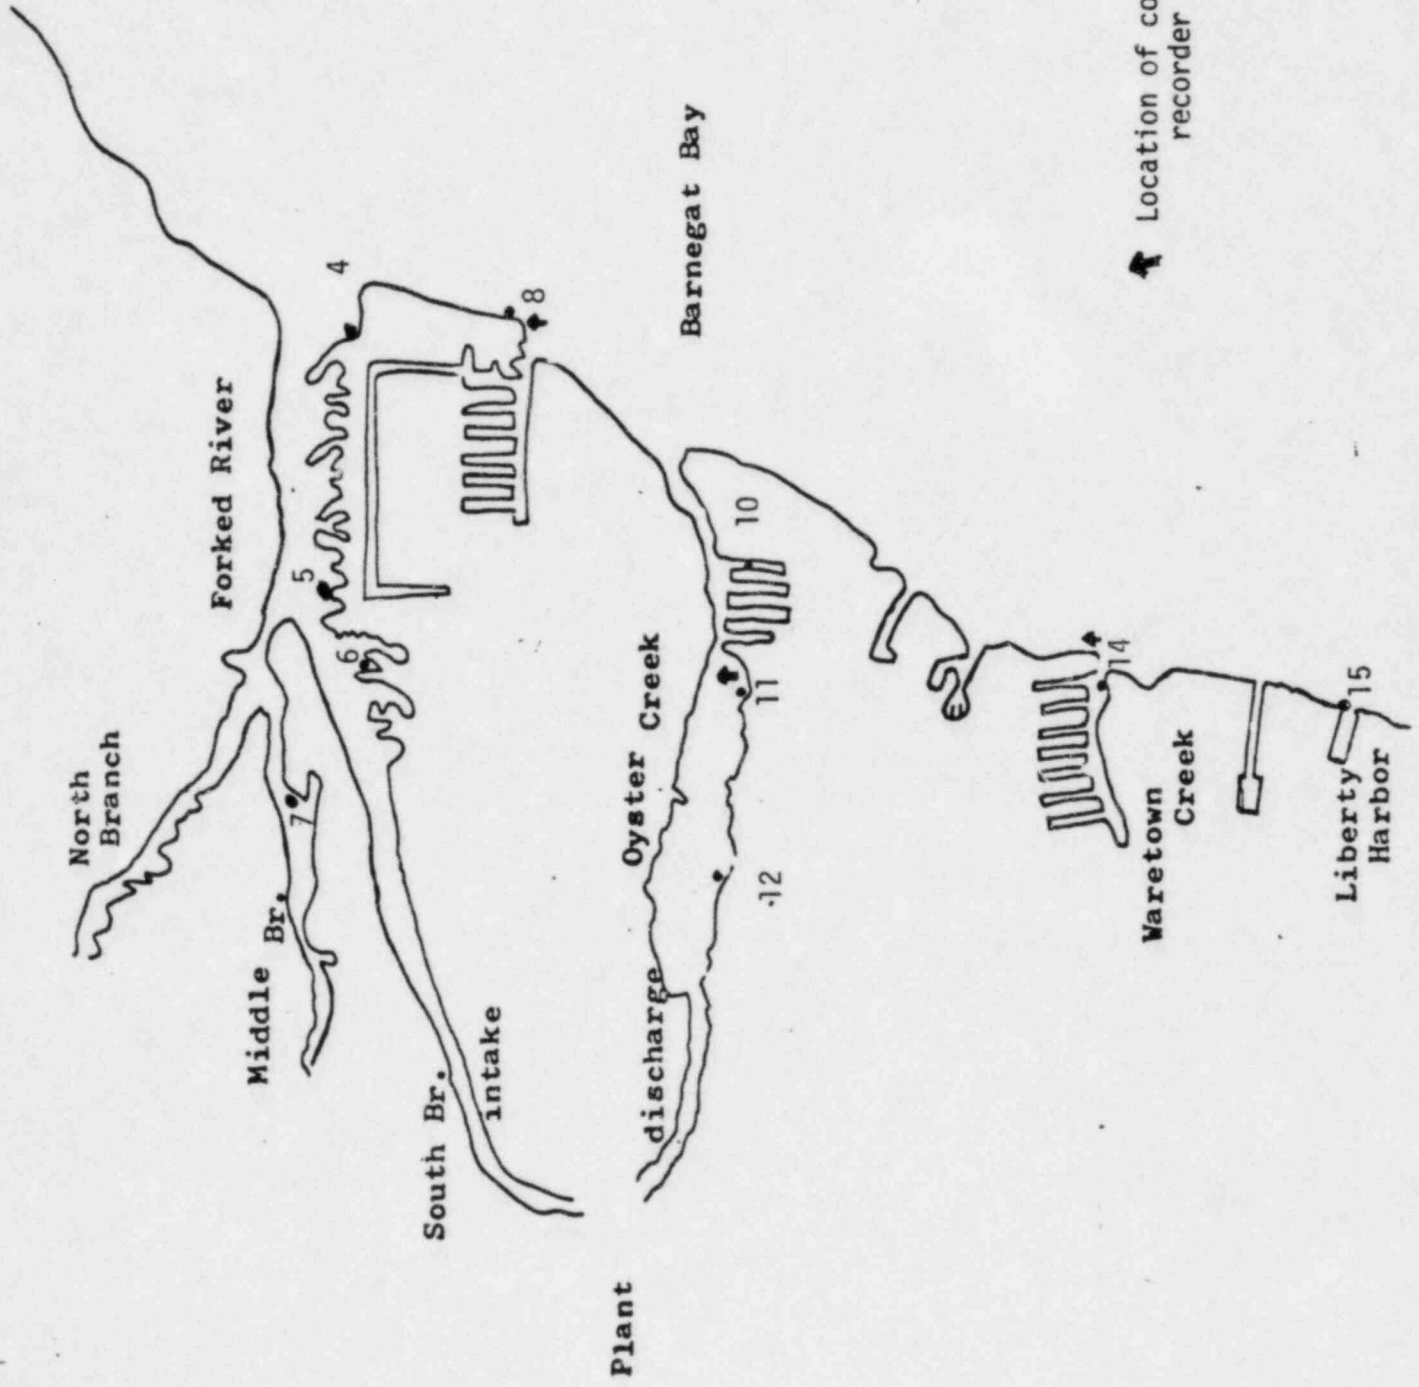 North
Branch
Forked River
Middle Br.
4
5
6
7
8
South Br.
intake
Barnegat Bay
Oyster Creek
discharge
10
11
12
Plant
14
Waretown
Creek
15
Liberty
Harbor
Location of co
recorder